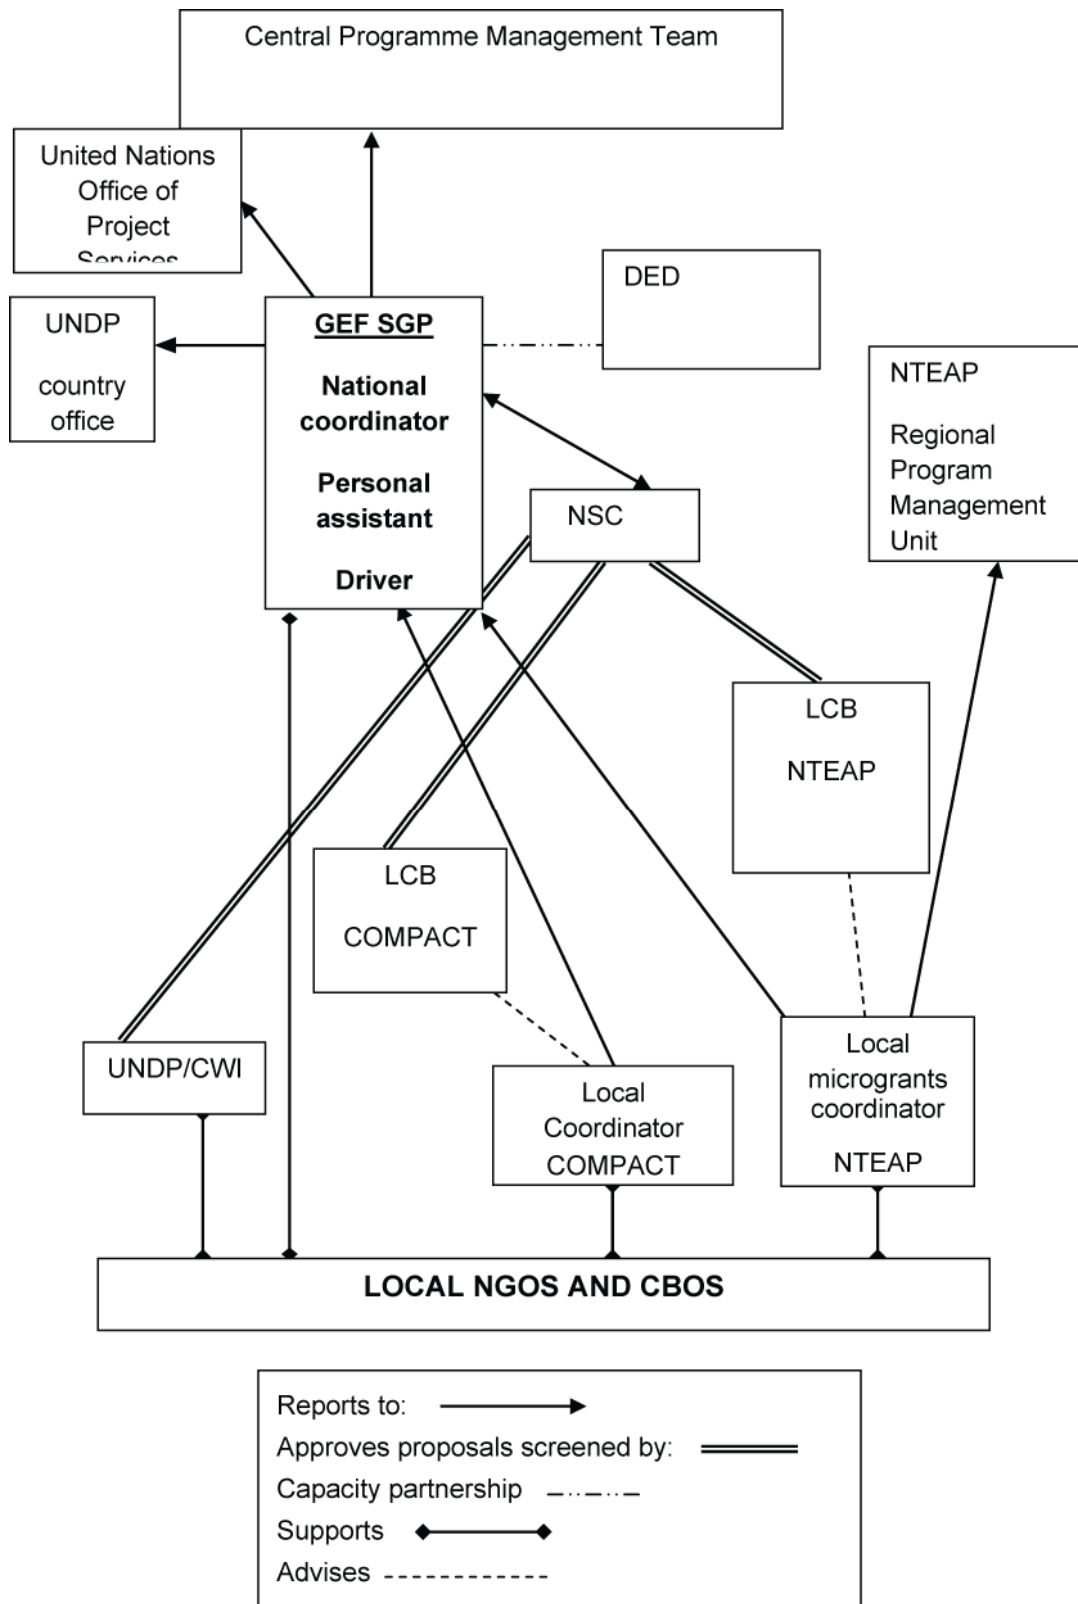 Central Programme Management Team
United Nations
Office of
Project
Services
DED
UNDP
country
office
GEF SGP
National
coordinator
Personal
assistant
Driver
NTEAP
Regional
Program
Management
Unit
NSC
LCB
NTEAP
LCB
COMPACT
UNDP/CWI
Local
Coordinator
COMPACT
Local
microgrants
coordinator
NTEAP
LOCAL NGOS AND CBOS
Reports to:
Approves proposals screened by:
Capacity partnership
Supports
Advises